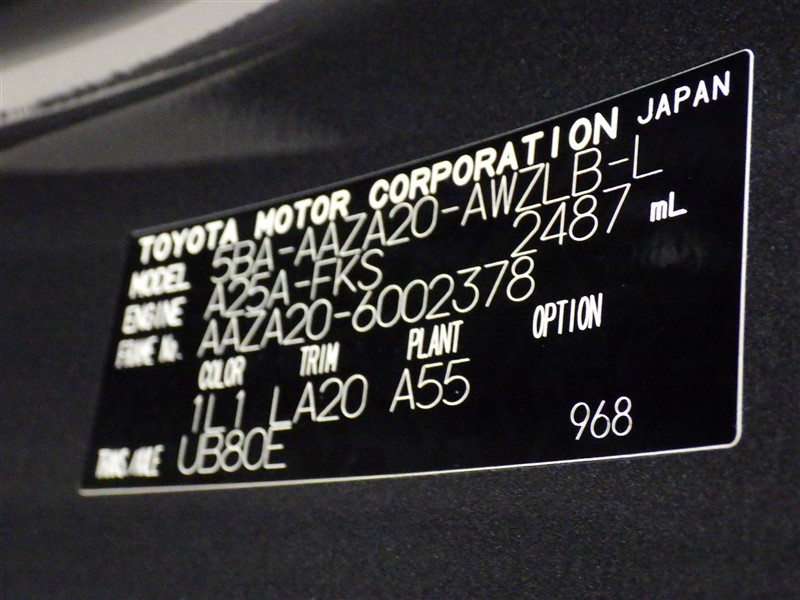 TOYOTA MOTOR CORPORATION JAPAN
MODEL 5BA-AAZA20-AWZLB-L
ENGINE A25A-FKS 2487 mL
FRAME No. AAZA20-6002378
COLOR TRIM PLANT OPTION
1L1 LA20 A55
TRANS/AXLE UB80E 968